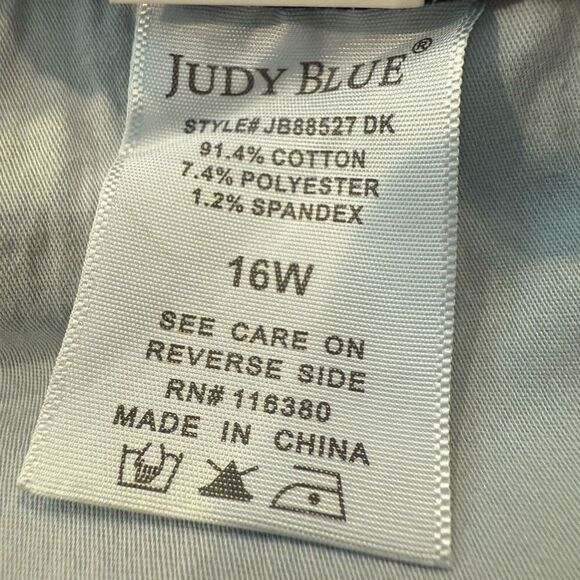 JUDY BLUE®
STYLE# JB88527 DK
91.4% COTTON
7.4% POLYESTER
1.2% SPANDEX
16W
SEE CARE ON
REVERSE SIDE
RN# 116380
MADE IN CHINA